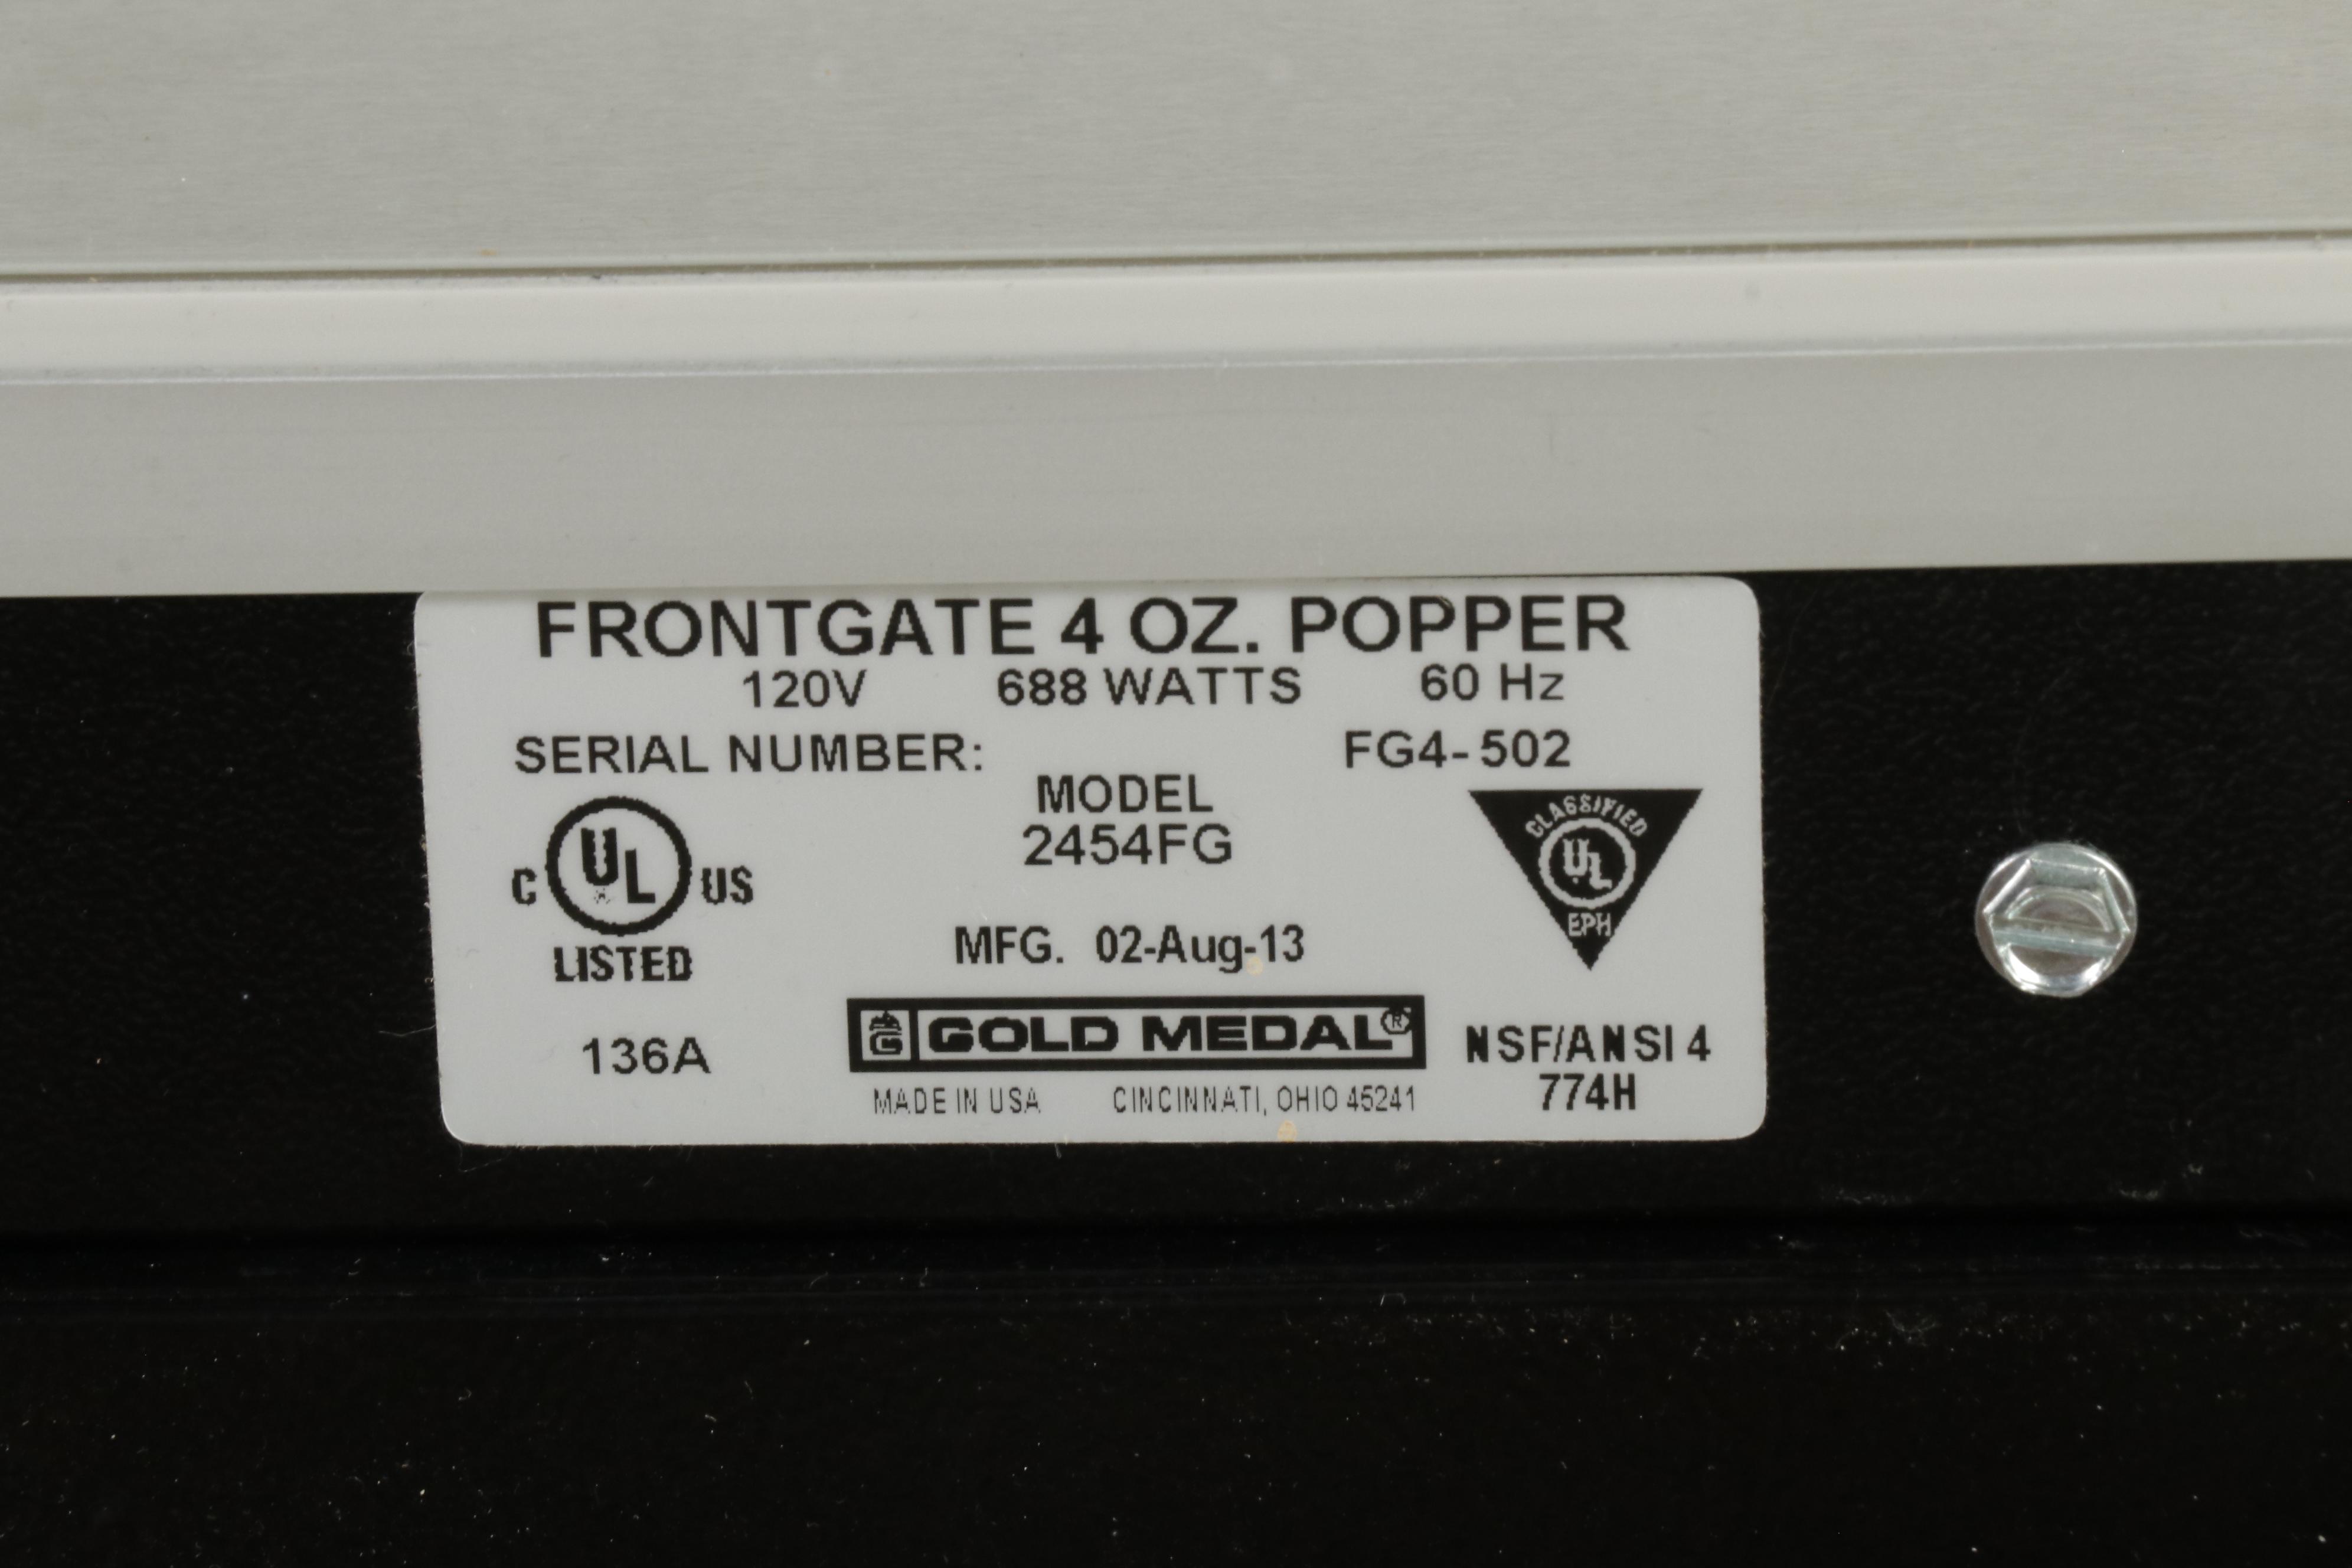 FRONTGATE 4 OZ. POPPER
120V 688 WATTS 60 Hz
SERIAL NUMBER: FG4-502
MODEL
2454FG
C UL US
LISTED
136A
CLASSIFIED
UL
EPH
MFG. 02-Aug-13
GOLD MEDAL®
MADE IN USA CINCINNATI, OHIO 45241
NSF/ANSI 4
774H